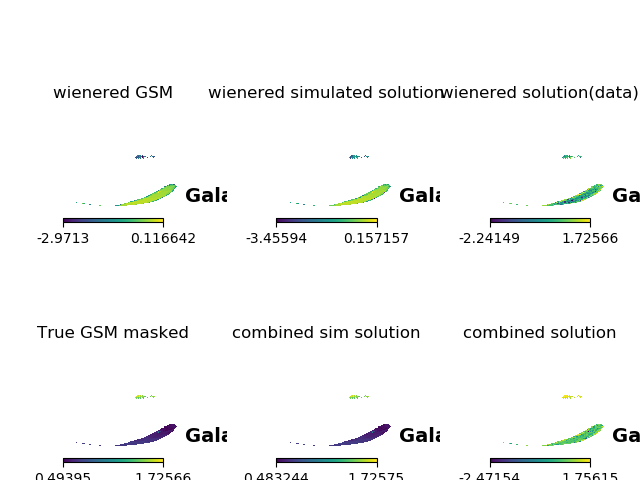 wienered GSM wienered simulated solution wienered solution(data)
Gala Gala Ga
-2.9713 0.116642 -3.45594 0.157157 -2.24149 1.72566
True GSM masked combined sim solution combined solution
Gala Gala Ga
0.49395 1.72566 0.483244 1.72575 -2.47154 1.75615